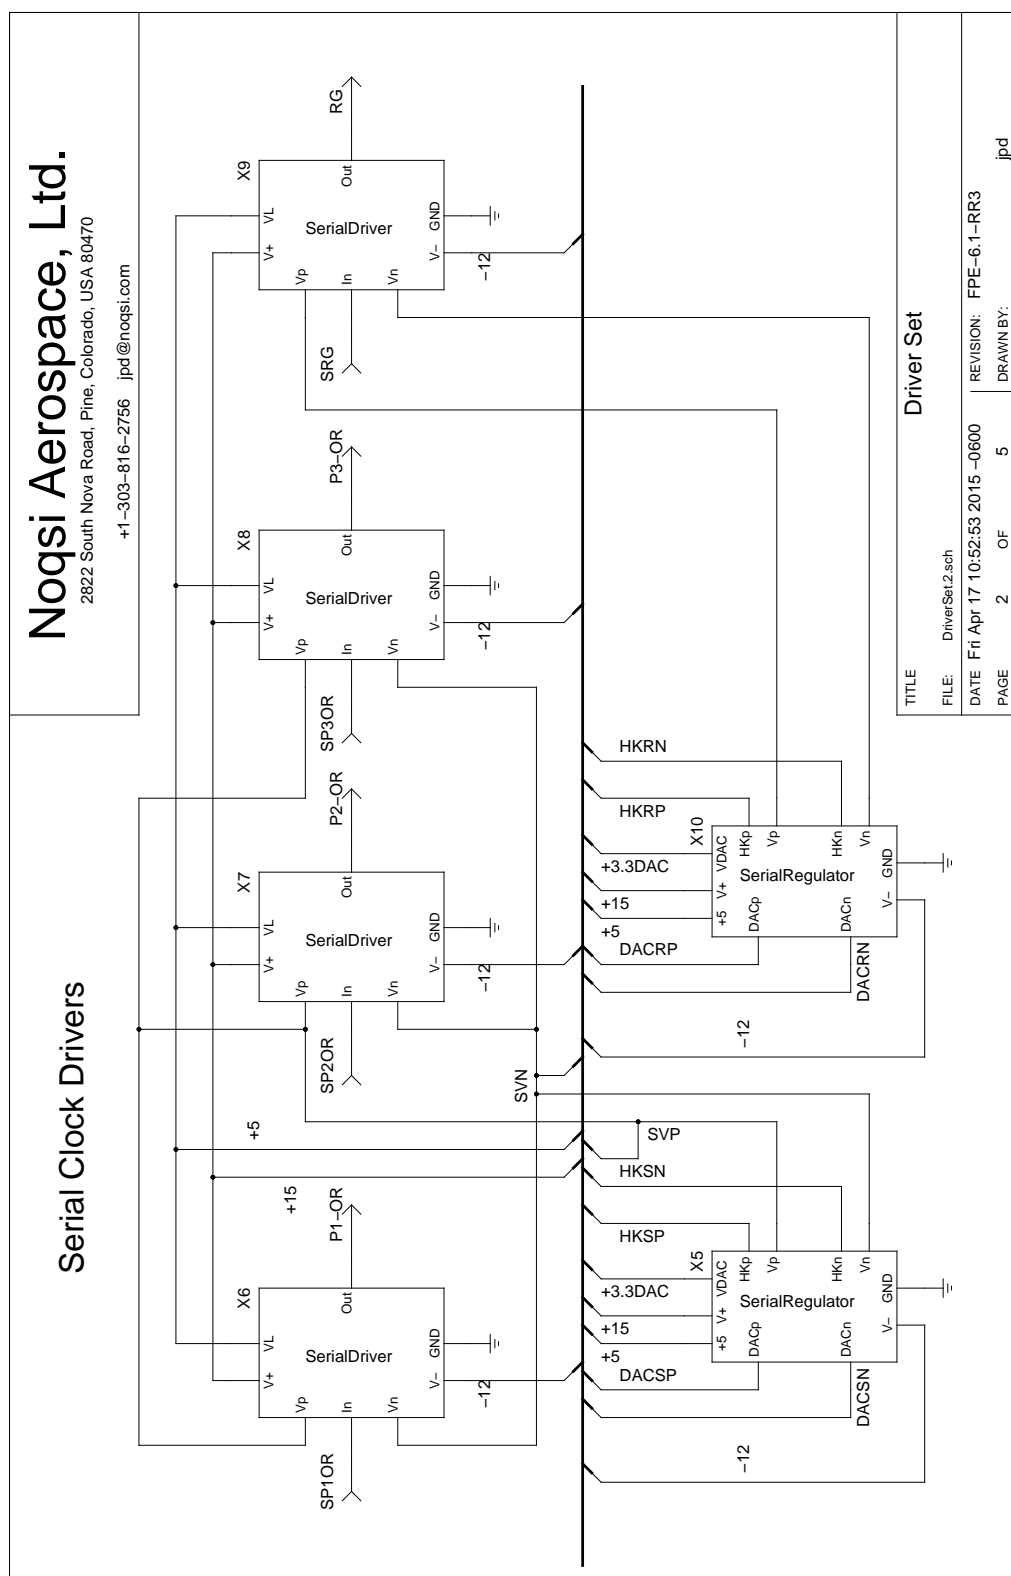 Noqsi Aerospace, Ltd.
2822 South Nova Road, Pine, Colorado, USA 80470
+1−303−816−2756 jpd@noqsi.com
Serial Clock Drivers
+5
+15
X6
SerialDriver
V+
VL
Vp
In
Vn
Out
V−
GND
SP1OR
P1−OR
−12
X7
SerialDriver
V+
VL
Vp
In
Vn
Out
V−
GND
SP2OR
P2−OR
−12
X8
SerialDriver
V+
VL
Vp
In
Vn
Out
V−
GND
SP3OR
P3−OR
−12
X9
SerialDriver
V+
VL
Vp
In
Vn
Out
V−
GND
SRG
RG
−12
SVN
SVP
X5
SerialRegulator
+5
V+
VDAC
DACp
DACn
HKp
Vp
HKn
Vn
V−
GND
−12
DACSN
DACSP
+5
+15
+3.3DAC
HKSP
HKSN
X10
SerialRegulator
+5
V+
VDAC
DACp
DACn
HKp
Vp
HKn
Vn
V−
GND
−12
DACRN
DACRP
+5
+15
+3.3DAC
HKRP
HKRN
TITLE
Driver Set
FILE: DriverSet.2.sch
DATE Fri Apr 17 10:52:53 2015 −0600
REVISION: FPE−6.1−RR3
PAGE 2 OF 5
DRAWN BY: jpd